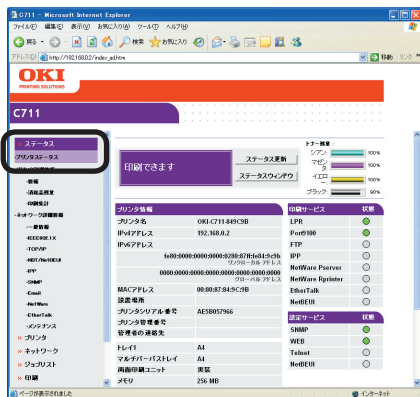 C711 - Microsoft Internet Explorer
ファイル(F) 編集(E) 表示(V) お気に入り(A) ツール(T) ヘルプ(H)
戻る 検索 お気に入り
アドレス(D) http://192.168.0.2/index_ad.htm 移動 リンク
OKI
PRINTING SOLUTIONS
C711
ステータス
・プリンタステータス
・情報
・消耗品残量
・印刷集計
・ネットワーク詳細情報
・一般情報
・IEEE802.1X
・TCP/IP
・NBT/NetBEUI
・IPP
・SNMP
・Email
・NetWare
・EtherTalk
・メンテナンス
プリンタ
ネットワーク
ジョブリスト
印刷
印刷できます
ステータス更新
ステータスウィンドウ
トナー残量:
シアン: 100%
マゼンタ: 100%
イエロー: 100%
ブラック: 90%
プリンタ情報
プリンタ名 OKI-C711-849C9B
IPv4アドレス 192.168.0.2
IPv6アドレス
fe80:0000:0000:0000:0280:87ff:fe84:9c9b
リンクローカル アドレス
0000:0000:0000:0000:0000:0000:0000:0000
グローバル アドレス
MACアドレス 00:80:87:84:9C:9B
設置場所
プリンタシリアル番号 AE5B057966
プリンタ管理番号
管理者の連絡先
トレイ1 A4
マルチパーパストレイ A4
両面印刷ユニット 実装
メモリ 256 MB
印刷サービス 状態
LPR
Port9100
FTP
IPP
NetWare Pserver
NetWare Rprinter
EtherTalk
NetBEUI
設定サービス 状態
SNMP
WEB
Telnet
NetBEUI
ページが表示されました
インターネット